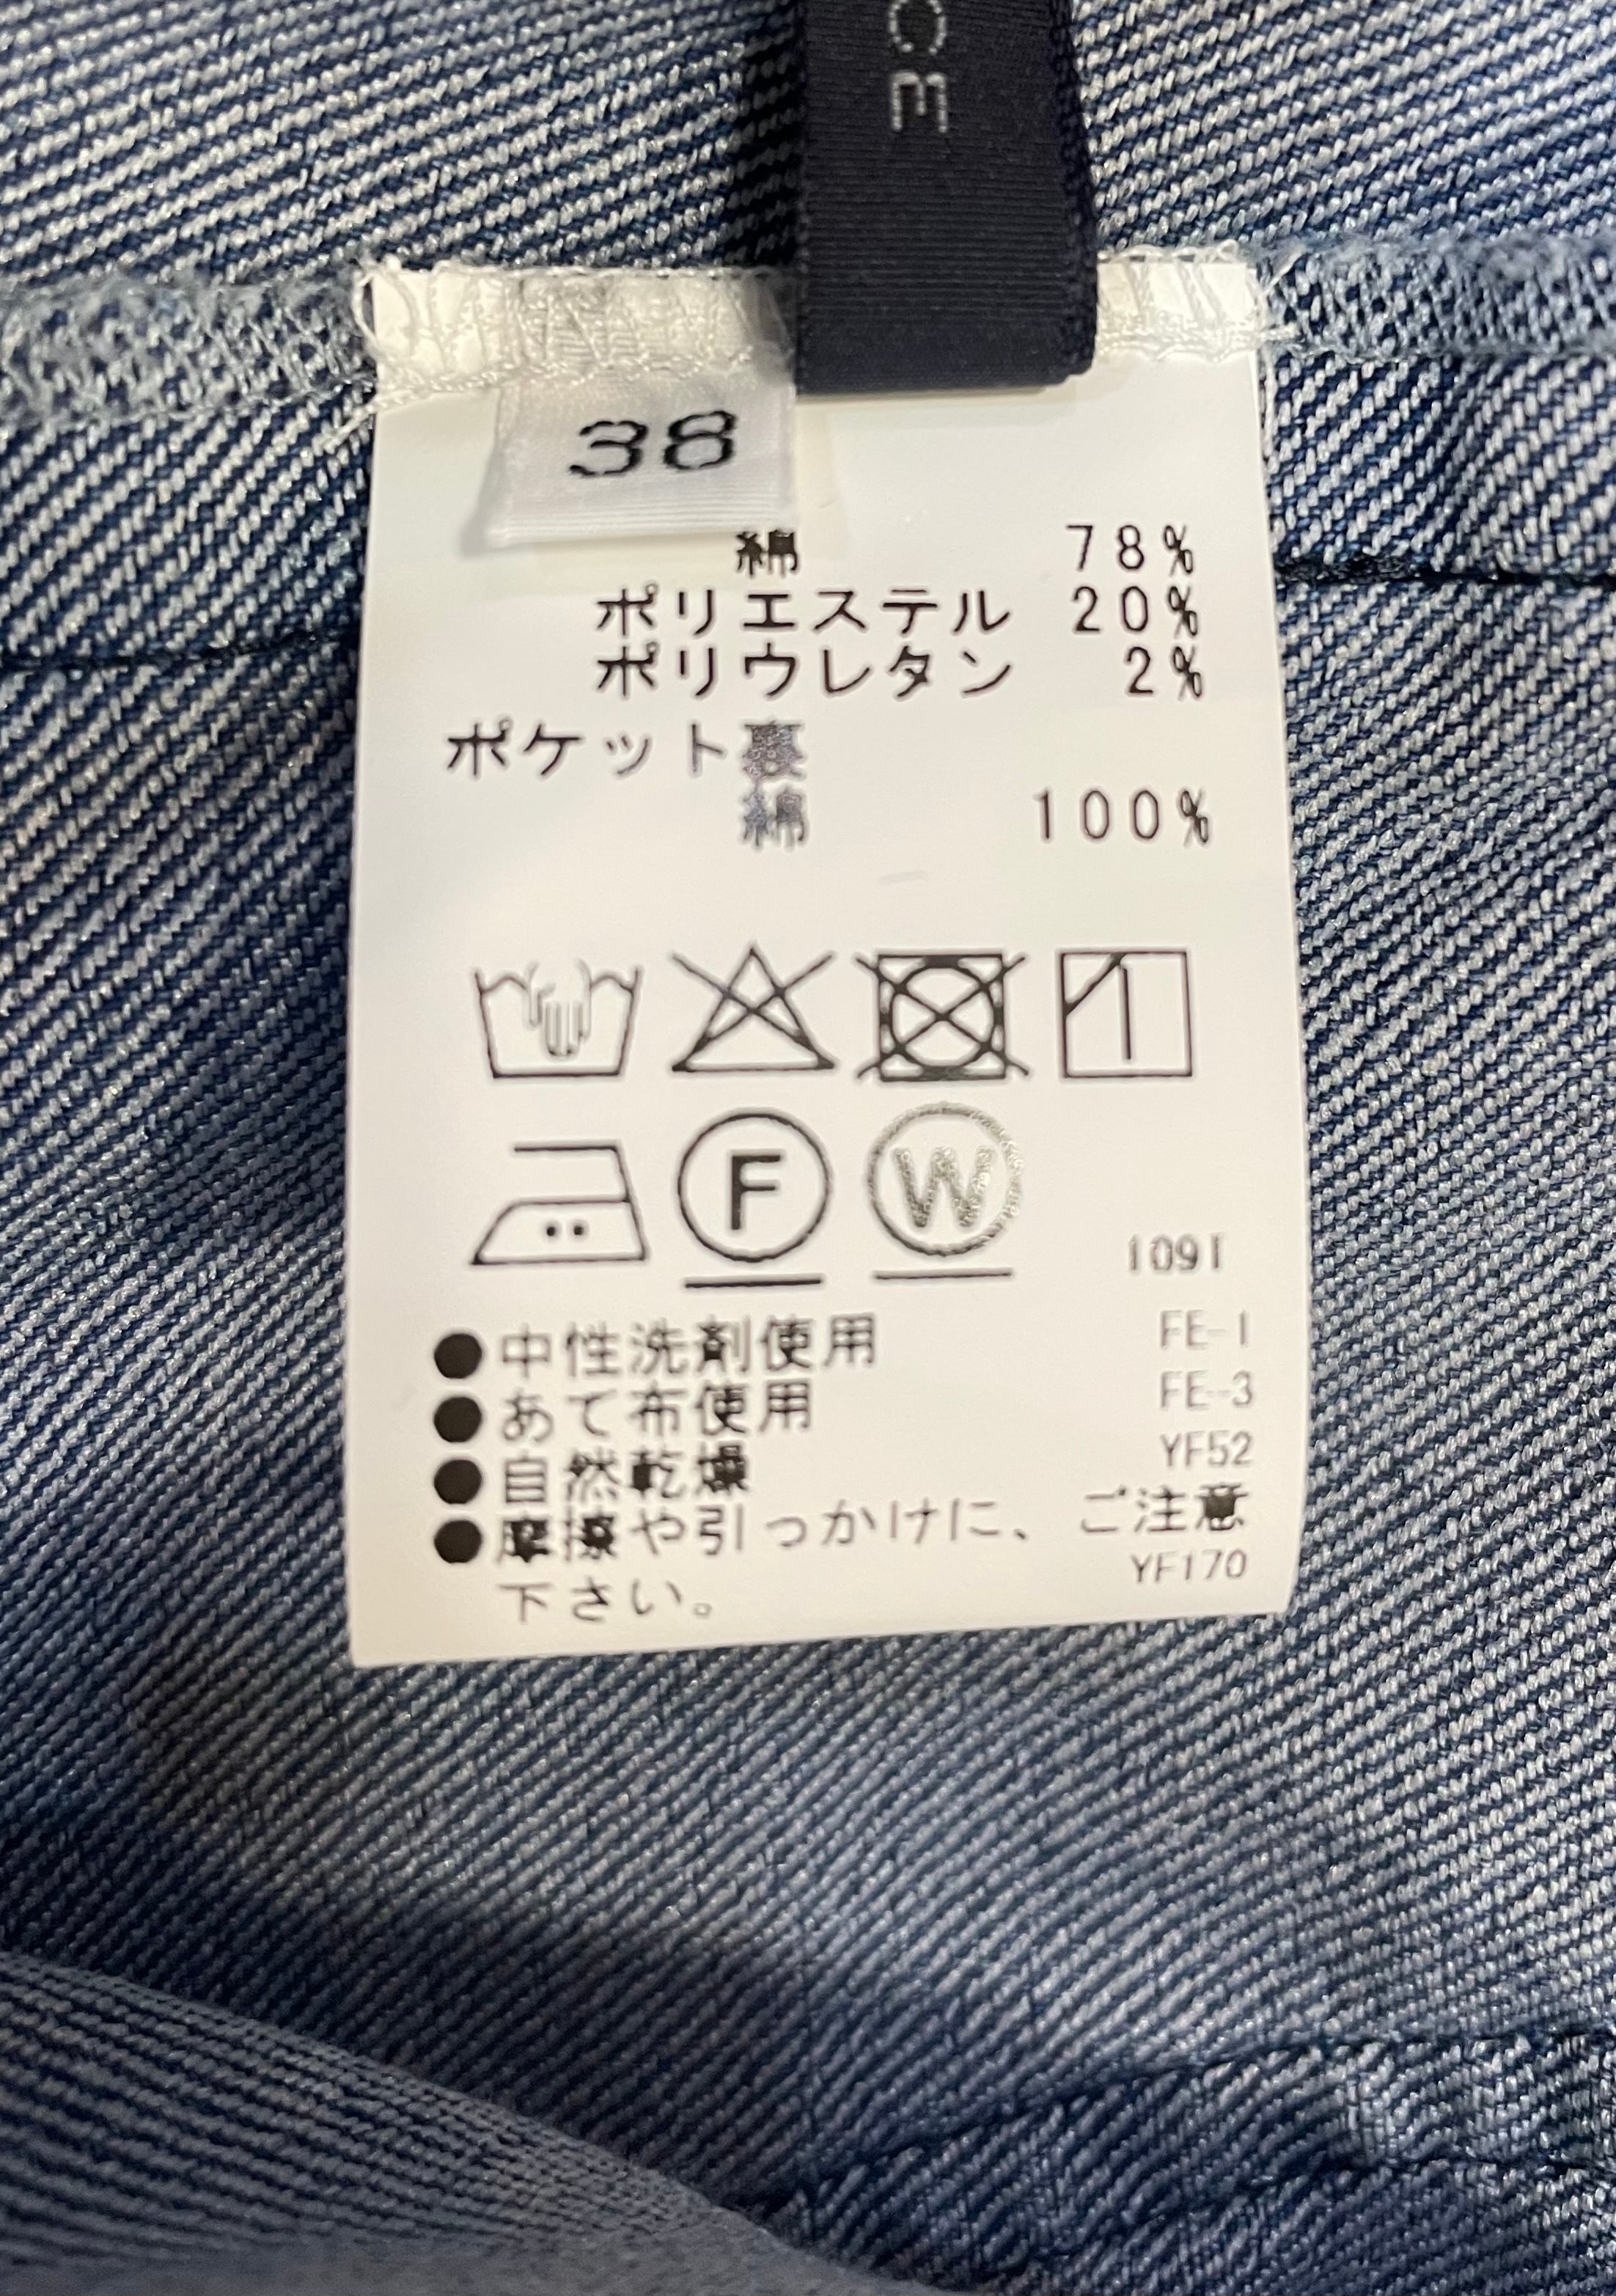 CE
38
綿 78%
ポリエステル 20%
ポリウレタン 2%
ポケット裏
綿 100%
F W
109I
●中性洗剤使用 FE-1
●あて布使用 FE-3
●自然乾燥 YF52
●摩擦や引っかけに、ご注意
下さい。 YF170